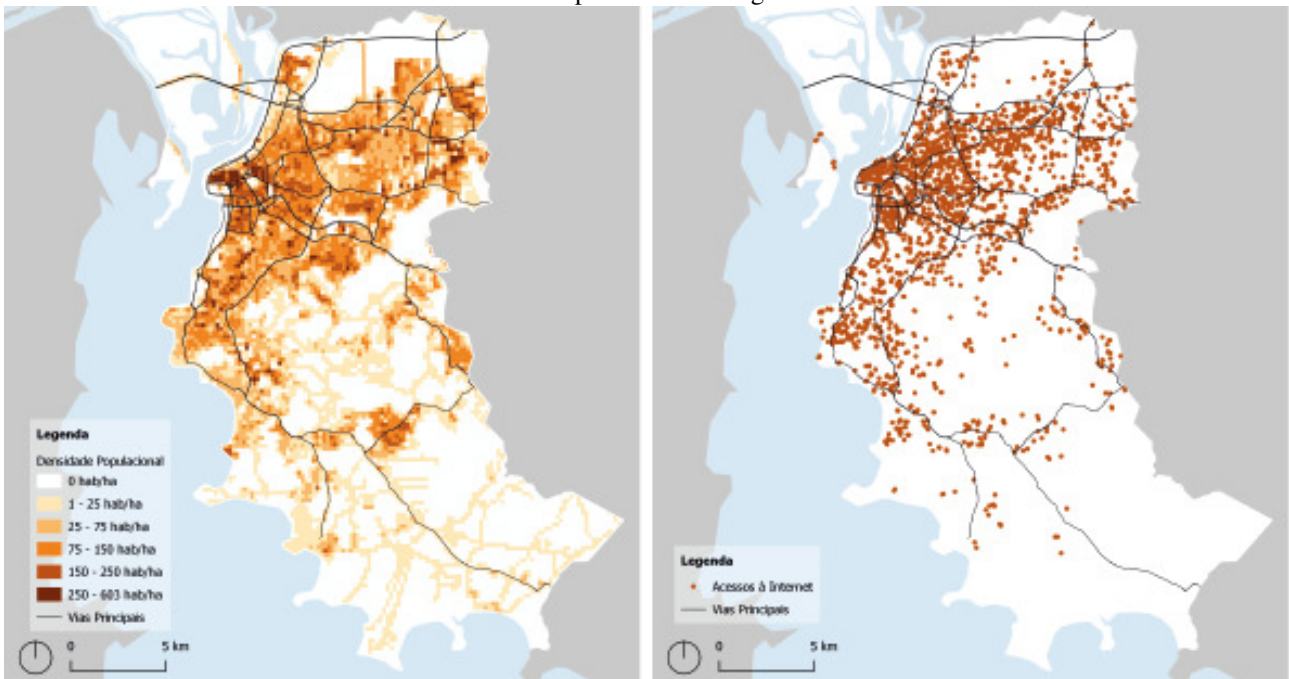 Legenda
Densidade Populacional
0 hab/ha
1 - 25 hab/ha
25 - 75 hab/ha
75 - 150 hab/ha
150 - 250 hab/ha
250 - 603 hab/ha
Vias Principais
0 5 km
Legenda
Acessos à Internet
Vias Principais
0 5 km